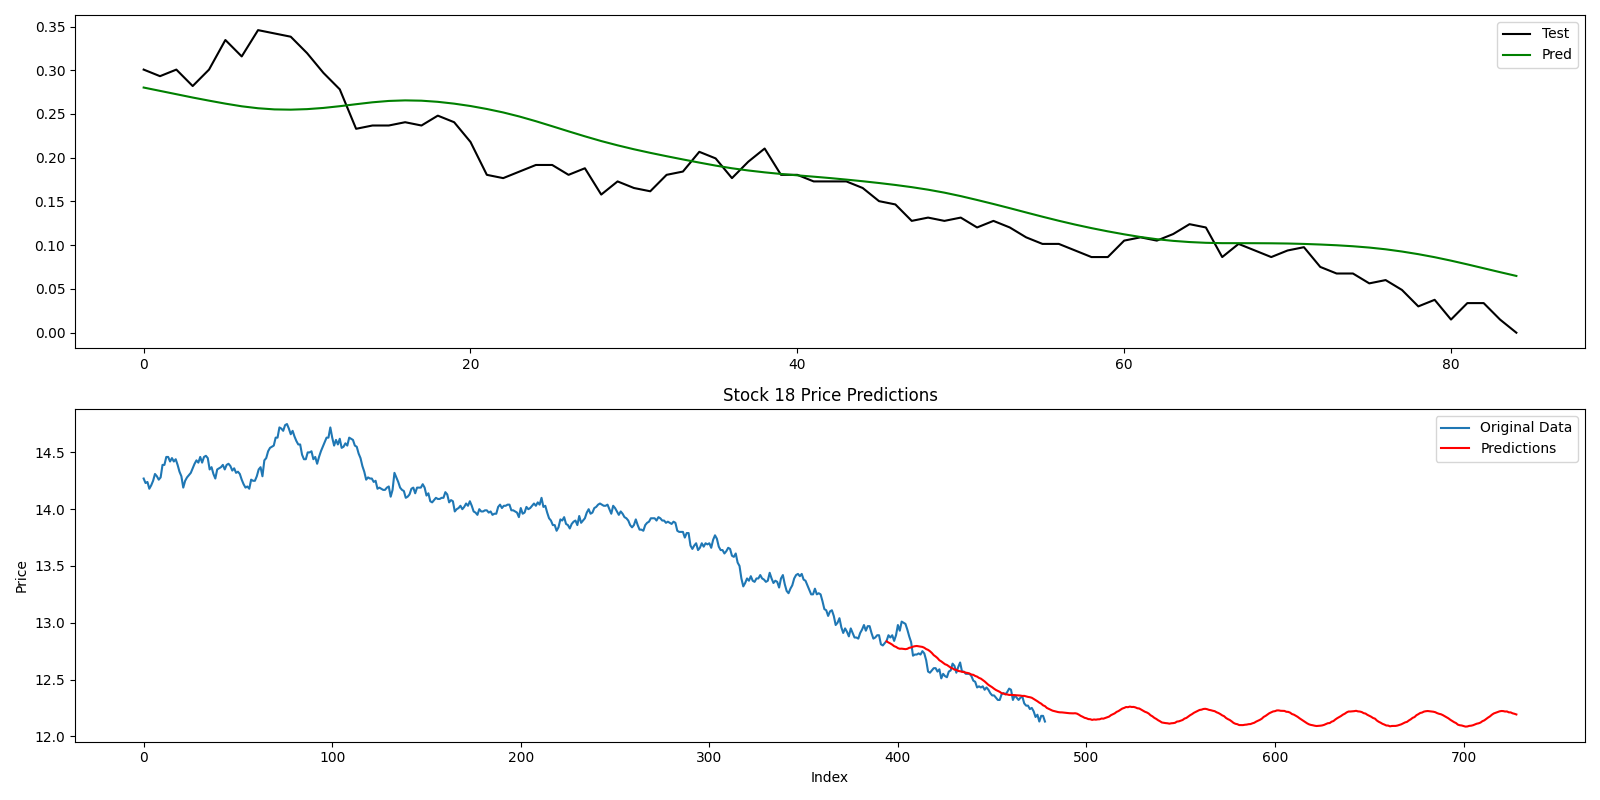 0.35
0.30
0.25
0.20
0.15
0.10
0.05
0.00
Test
Pred
0 20 40 60 80
Stock 18 Price Predictions
Price
14.5
14.0
13.5
13.0
12.5
12.0
Original Data
Predictions
0 100 200 300 400 500 600 700
Index